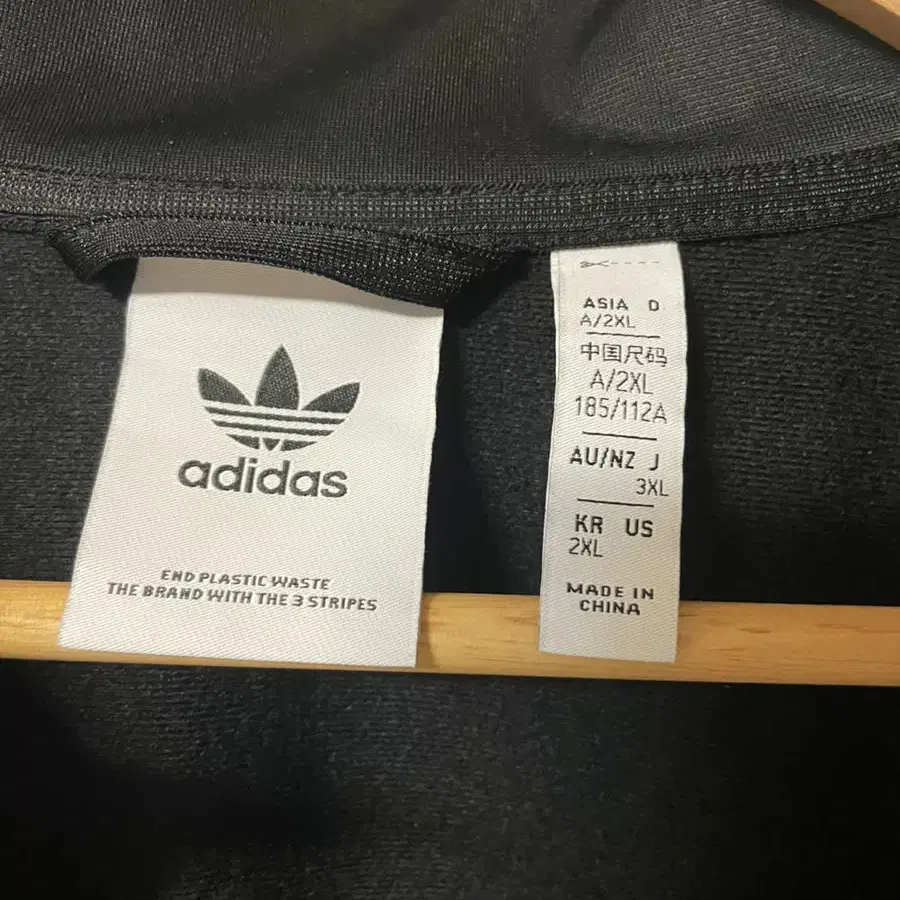 adidas
END PLASTIC WASTE
THE BRAND WITH THE 3 STRIPES
ASIA D
A/2XL
中国尺码
A/2XL
185/112A
AU/NZ J
3XL
KR US
2XL
MADE IN
CHINA